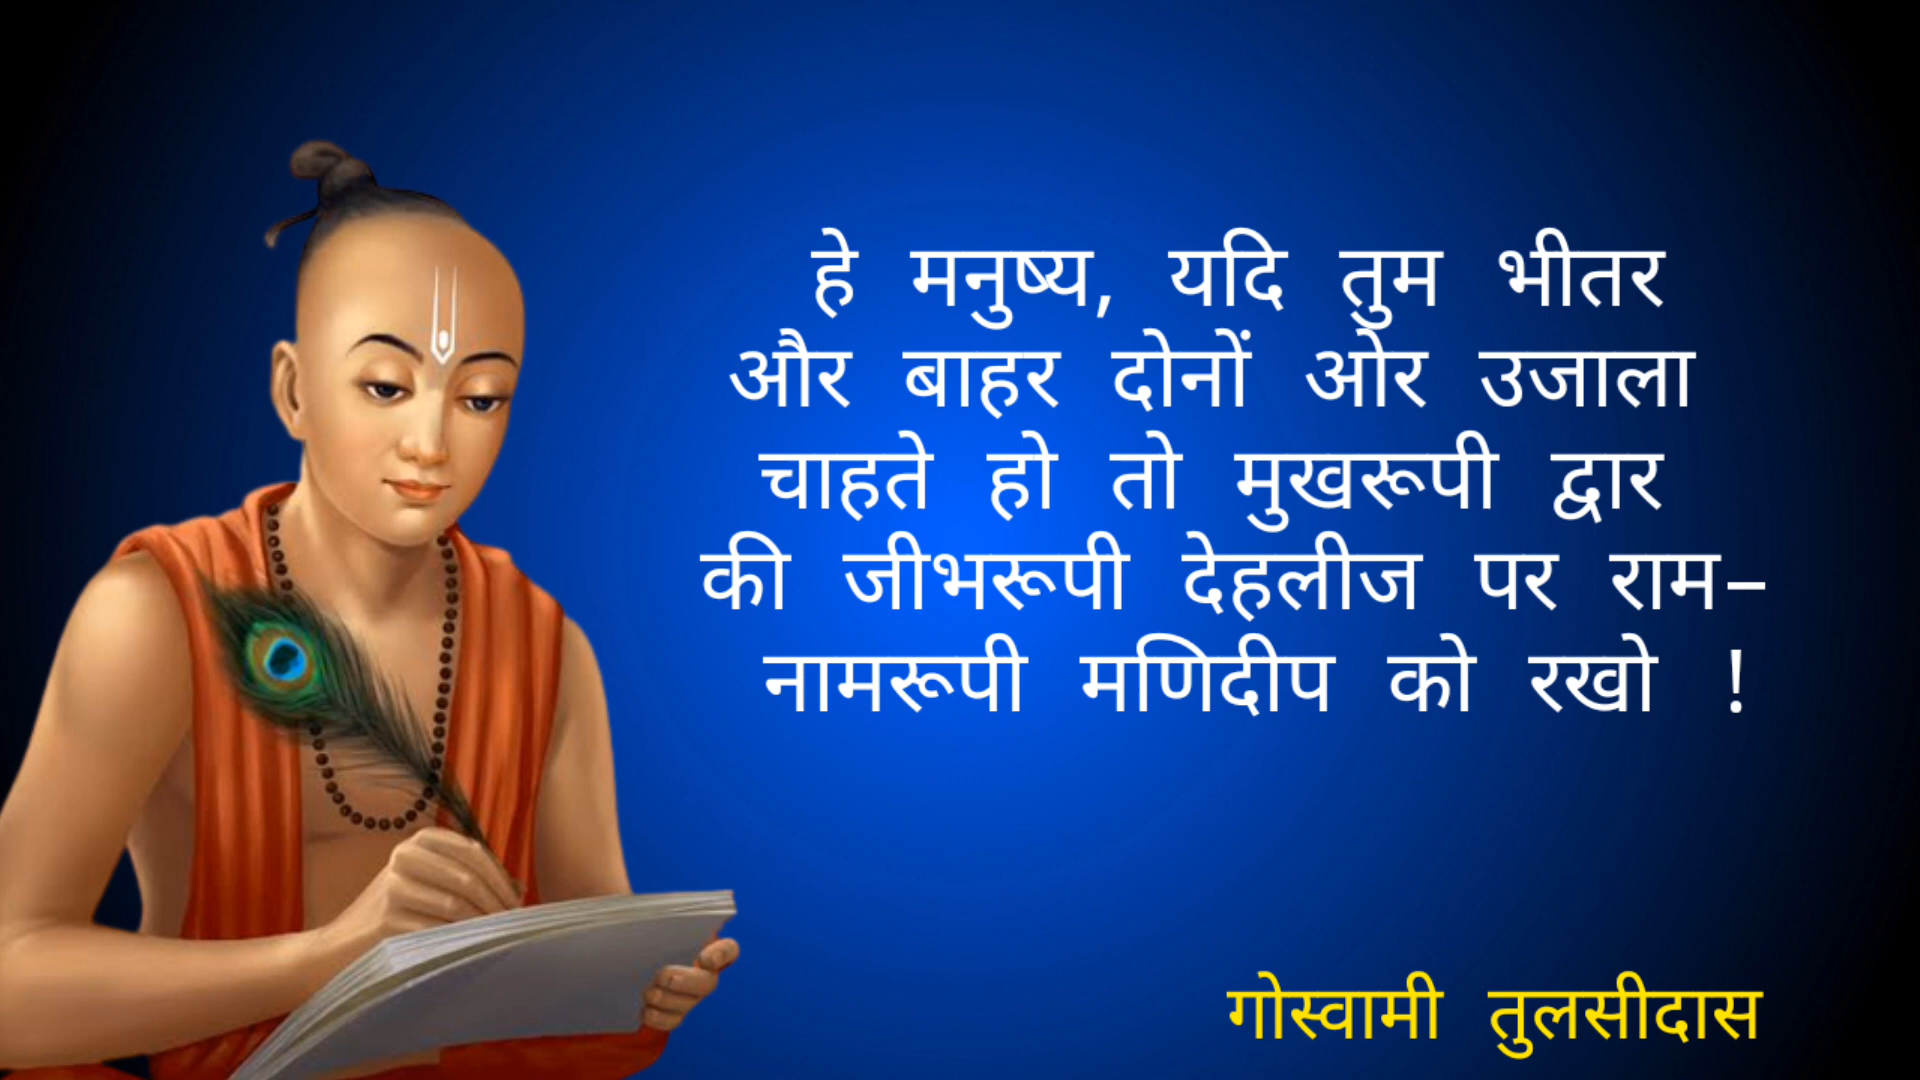 हे मनुष्य, यदि तुम भीतर
और बाहर दोनों ओर उजाला
चाहते हो तो मुखरूपी द्वार
की जीभरूपी देहलीज पर राम–
नामरूपी मणिदीप को रखो !
गोस्वामी तुलसीदास